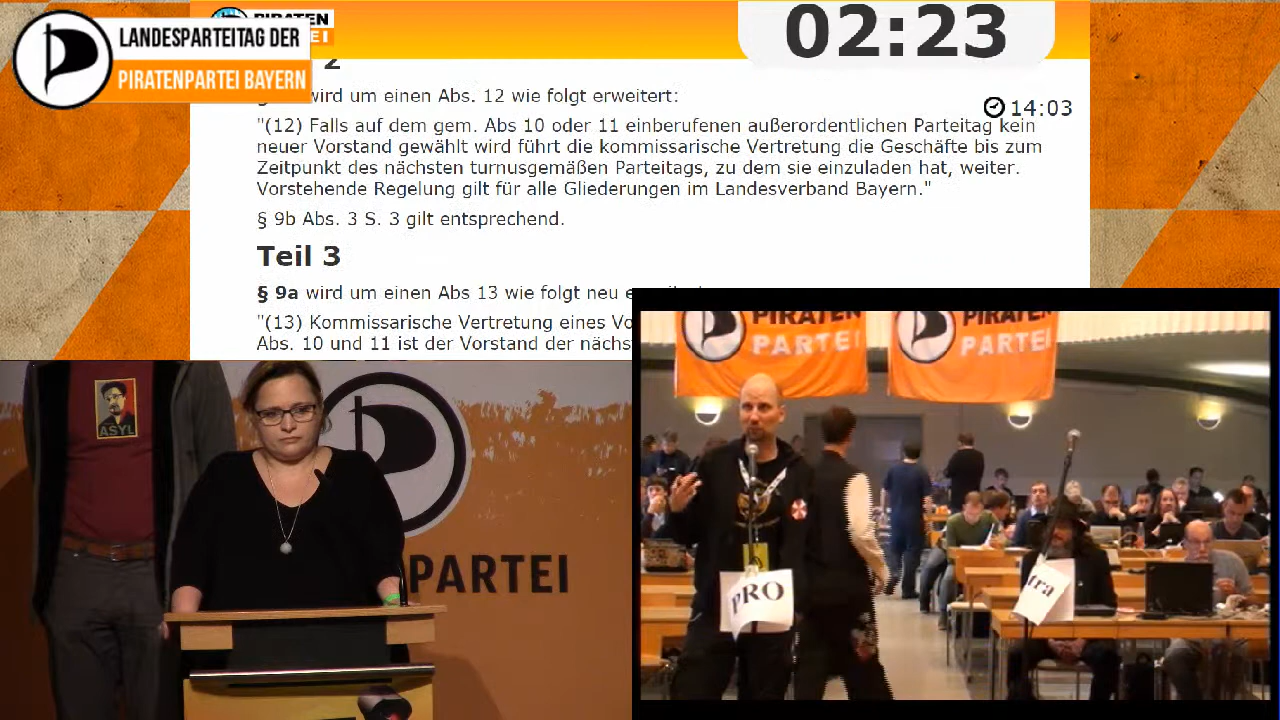 LANDESPARTEITAG DER
PIRATENPARTEI BAYERN
PIRATEN
02:23
14:03
2
wird um einen Abs. 12 wie folgt erweitert:
"(12) Falls auf dem gem. Abs 10 oder 11 einberufenen außerordentlichen Parteitag kein
neuer Vorstand gewählt wird führt die kommissarische Vertretung die Geschäfte bis zum
Zeitpunkt des nächsten turnusgemäßen Parteitags, zu dem sie einzuladen hat, weiter.
Vorstehende Regelung gilt für alle Gliederungen im Landesverband Bayern."
§ 9b Abs. 3 S. 3 gilt entsprechend.
Teil 3
§ 9a wird um einen Abs 13 wie folgt neu
"(13) Kommissarische Vertretung eines
Abs. 10 und 11 ist der Vorstand der
ASYL
PARTEI
PIRATEN
PARTEI
PIRATEN
PARTEI
PRO
tra